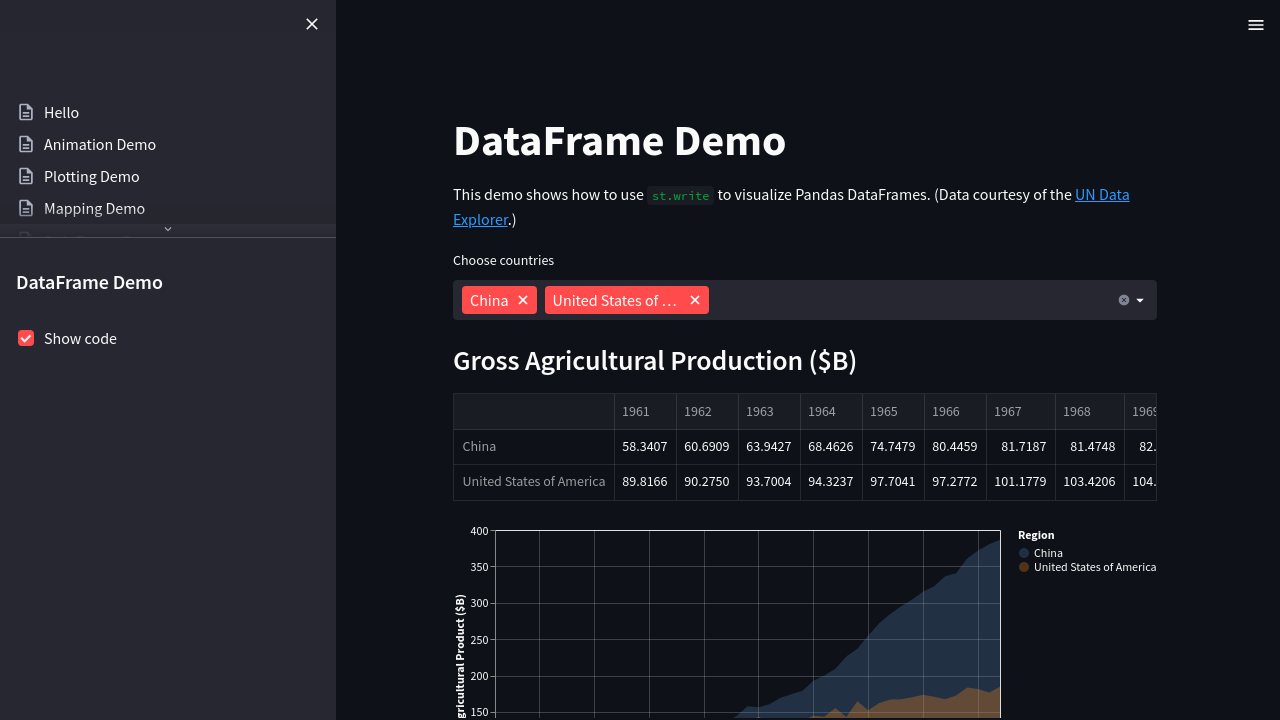 Hello
Animation Demo
Plotting Demo
Mapping Demo
DataFrame Demo
Show code
DataFrame Demo
This demo shows how to use st.write to visualize Pandas DataFrames. (Data courtesy of the UN Data
Explorer.)
Choose countries
China United States of …
Gross Agricultural Production ($B)
1961 1962 1963 1964 1965 1966 1967 1968 1969
China 58.3407 60.6909 63.9427 68.4626 74.7479 80.4459 81.7187 81.4748 82.
United States of America 89.8166 90.2750 93.7004 94.3237 97.7041 97.2772 101.1779 103.4206 104.
400
350
300
250
200
150
gricultural Product ($B)
Region
China
United States of America